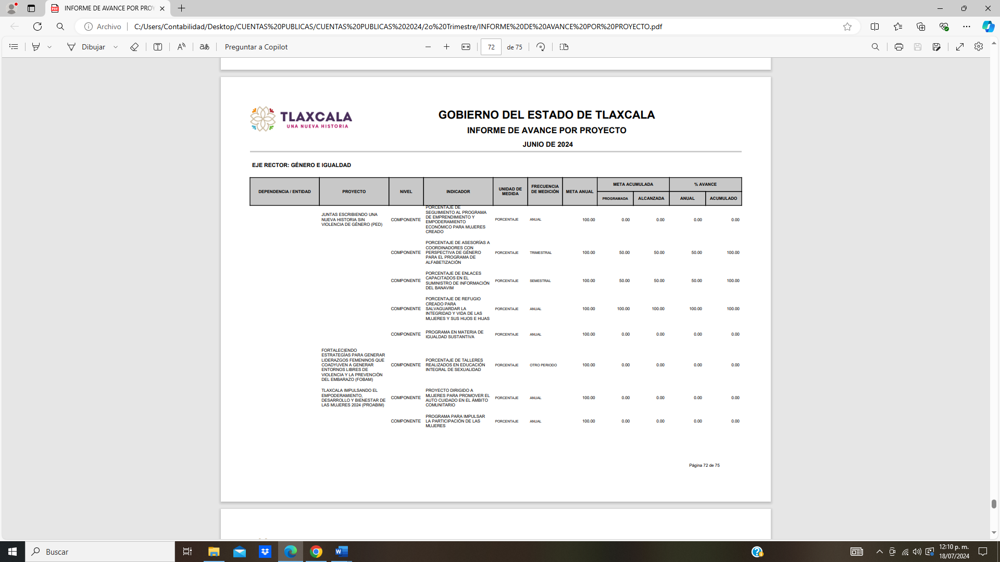 INFORME DE AVANCE POR PROY
Archivo
C:/Users/Contabilidad/Desktop/CUENTAS%20PUBLICAS/CUENTAS%20PUBLICAS%202024/2o%20Trimestre/INFORME%20DE%20AVANCE%20POR%20PROYECTO.pdf
Dibujar
Preguntar a Copilot
72 de 75
TLAXCALA
UNA NUEVA HISTORIA
GOBIERNO DEL ESTADO DE TLAXCALA
INFORME DE AVANCE POR PROYECTO
JUNIO DE 2024
EJE RECTOR: GÉNERO E IGUALDAD
DEPENDENCIA / ENTIDAD
PROYECTO
NIVEL
INDICADOR
UNIDAD DE
MEDIDA
FRECUENCIA
DE MEDICIÓN
META ANUAL
META ACUMULADA
PROGRAMADA
ALCANZADA
% AVANCE
ANUAL
ACUMULADO
JUNTAS ESCRIBIENDO UNA
NUEVA HISTORIA SIN
VIOLENCIA DE GÉNERO (PED)
COMPONENTE
PORCENTAJE DE
SEGUIMIENTO AL PROGRAMA
DE EMPRENDIMIENTO Y
EMPODERAMIENTO
ECONÓMICO PARA MUJERES
CREADO
PORCENTAJE
ANUAL
100.00
0.00
0.00
0.00
0.00
COMPONENTE
PORCENTAJE DE ASESORÍAS A
COORDINADORES CON
PERSPECTIVA DE GÉNERO
PARA EL PROGRAMA DE
ALFABETIZACIÓN
PORCENTAJE
TRIMESTRAL
100.00
50.00
50.00
50.00
100.00
COMPONENTE
PORCENTAJE DE ENLACES
CAPACITADOS EN EL
SUMINISTRO DE INFORMACIÓN
DEL BANAVIM
PORCENTAJE
SEMESTRAL
100.00
50.00
50.00
50.00
100.00
COMPONENTE
PORCENTAJE DE REFUGIO
CREADO PARA
SALVAGUARDAR LA
INTEGRIDAD Y VIDA DE LAS
MUJERES Y SUS HIJOS E HIJAS
PORCENTAJE
ANUAL
100.00
100.00
100.00
100.00
100.00
COMPONENTE
PROGRAMA EN MATERIA DE
IGUALDAD SUSTANTIVA
PORCENTAJE
ANUAL
100.00
0.00
0.00
0.00
0.00
FORTALECIENDO
ESTRATEGÍAS PARA GENERAR
LIDERAZGOS FEMENINOS QUE
COADYUVEN A GENERAR
ENTORNOS LIBRES DE
VIOLENCIA Y LA PREVENCIÓN
DEL EMBARAZO (FOBAM)
COMPONENTE
PORCENTAJE DE TALLERES
REALIZADOS EN EDUCACIÓN
INTEGRAL DE SEXUALIDAD
PORCENTAJE
OTRO PERIODO
100.00
0.00
0.00
0.00
0.00
TLAXCALA IMPULSANDO EL
EMPODERAMIENTO,
DESARROLLO Y BIENESTAR DE
LAS MUJERES 2024 (PROABIM)
COMPONENTE
PROYECTO DIRIGIDO A
MUJERES PARA PROMOVER EL
AUTO CUIDADO EN EL ÁMBITO
COMUNITARIO
PORCENTAJE
ANUAL
100.00
0.00
0.00
0.00
0.00
COMPONENTE
PROGRAMA PARA IMPULSAR
LA PARTICIPACIÓN DE LAS
MUJERES
PORCENTAJE
ANUAL
100.00
0.00
0.00
0.00
0.00
Página 72 de 75
Buscar
12:10 p. m.
18/07/2024